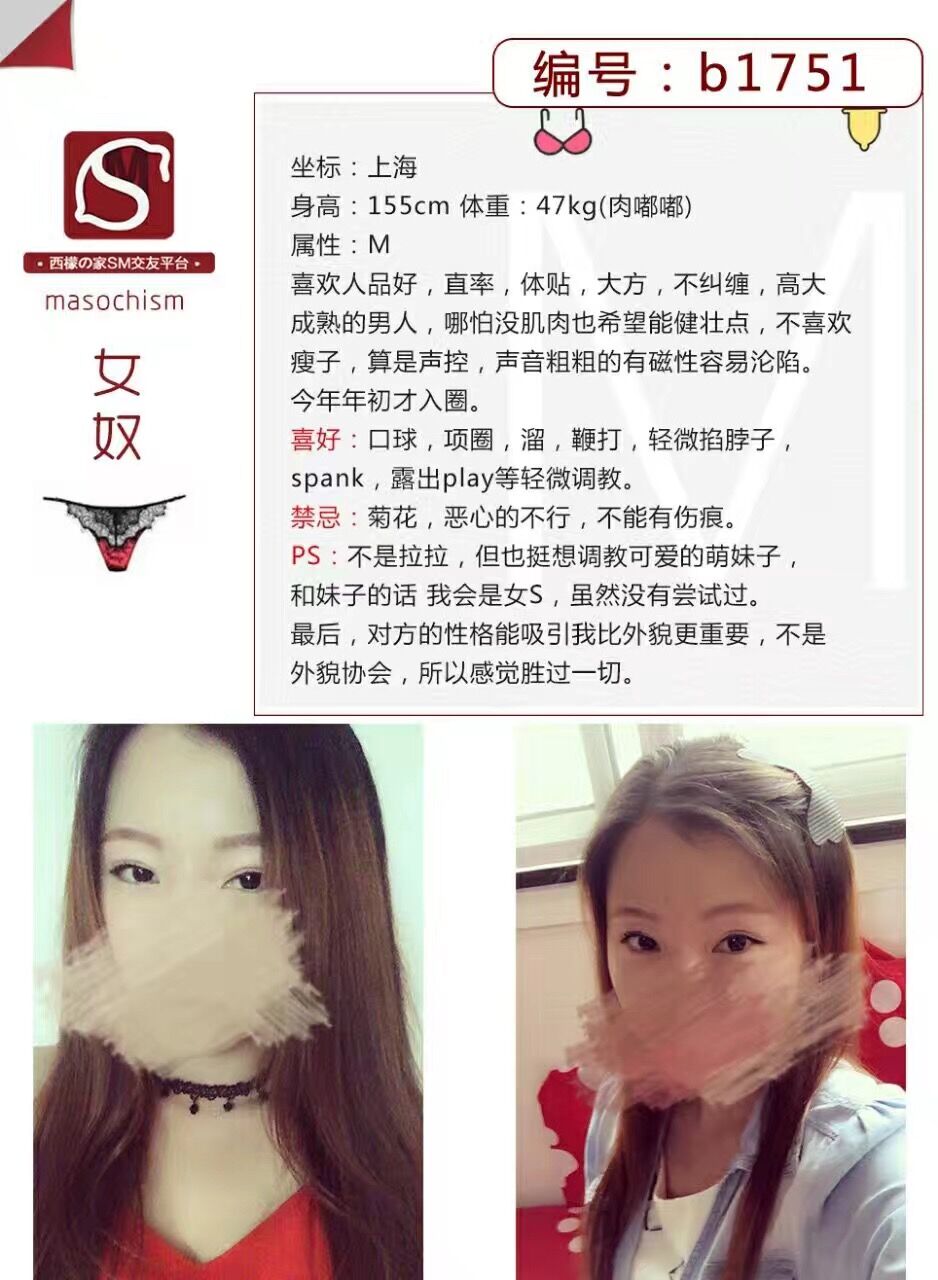 编号：b1751
西檬の家SM交友平台
masochism
女
奴
坐标：上海
身高：155cm 体重：47kg(肉嘟嘟)
属性：M
喜欢人品好，直率，体贴，大方，不纠缠，高大
成熟的男人，哪怕没肌肉也希望能健壮点，不喜欢
瘦子，算是声控，声音粗粗的有磁性容易沦陷。
今年年初才入圈。
喜好：口球，项圈，溜，鞭打，轻微掐脖子，
spank，露出play等轻微调教。
禁忌：菊花，恶心的不行，不能有伤痕。
PS：不是拉拉，但也挺想调教可爱的萌妹子，
和妹子的话 我会是女S，虽然没有尝试过。
最后，对方的性格能吸引我比外貌更重要，不是
外貌协会，所以感觉胜过一切。